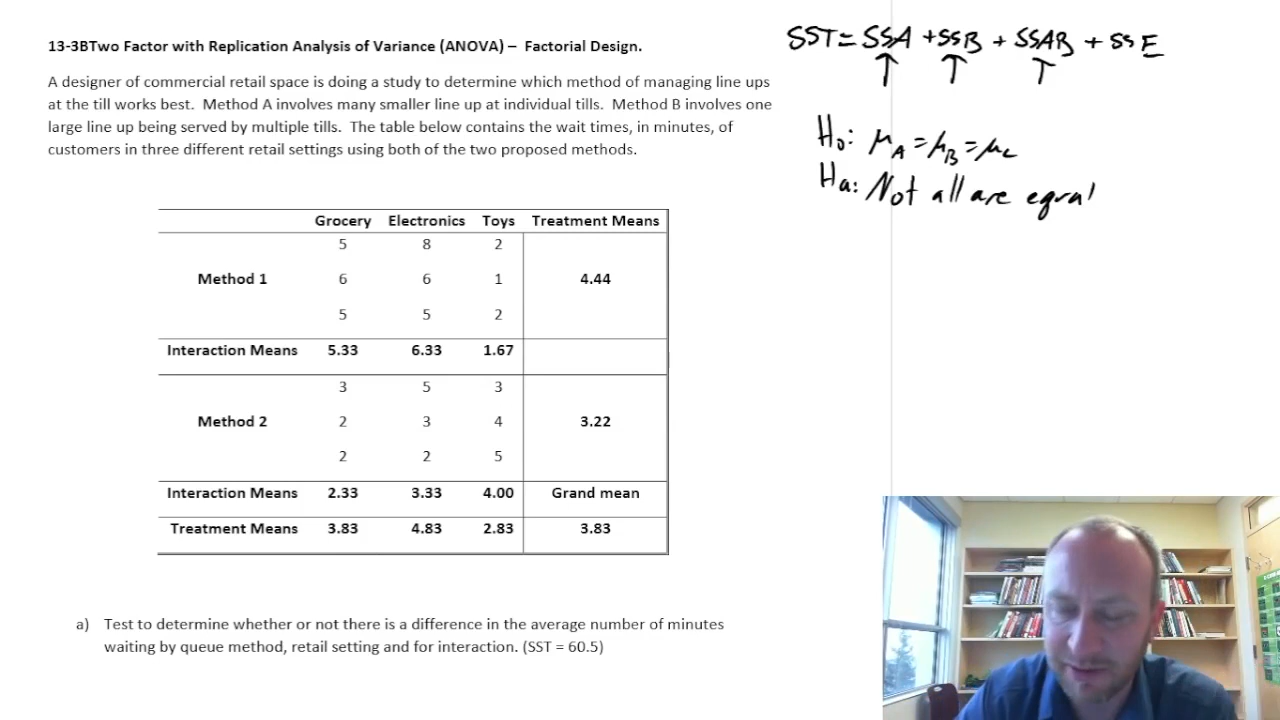 13-3BTwo Factor with Replication Analysis of Variance (ANOVA) – Factorial Design.
A designer of commercial retail space is doing a study to determine which method of managing line ups
at the till works best. Method A involves many smaller line up at individual tills. Method B involves one
large line up being served by multiple tills. The table below contains the wait times, in minutes, of
customers in three different retail settings using both of the two proposed methods.
Grocery Electronics Toys Treatment Means
5 8 2
Method 1 6 6 1 4.44
5 5 2
Interaction Means 5.33 6.33 1.67
3 5 3
Method 2 2 3 4 3.22
2 2 5
Interaction Means 2.33 3.33 4.00 Grand mean
Treatment Means 3.83 4.83 2.83 3.83
a) Test to determine whether or not there is a difference in the average number of minutes
waiting by queue method, retail setting and for interaction. (SST = 60.5)
SST = SSA + SSB + SSAB + SSE
H₀: μA = μB = μC
Ha: Not all are equal